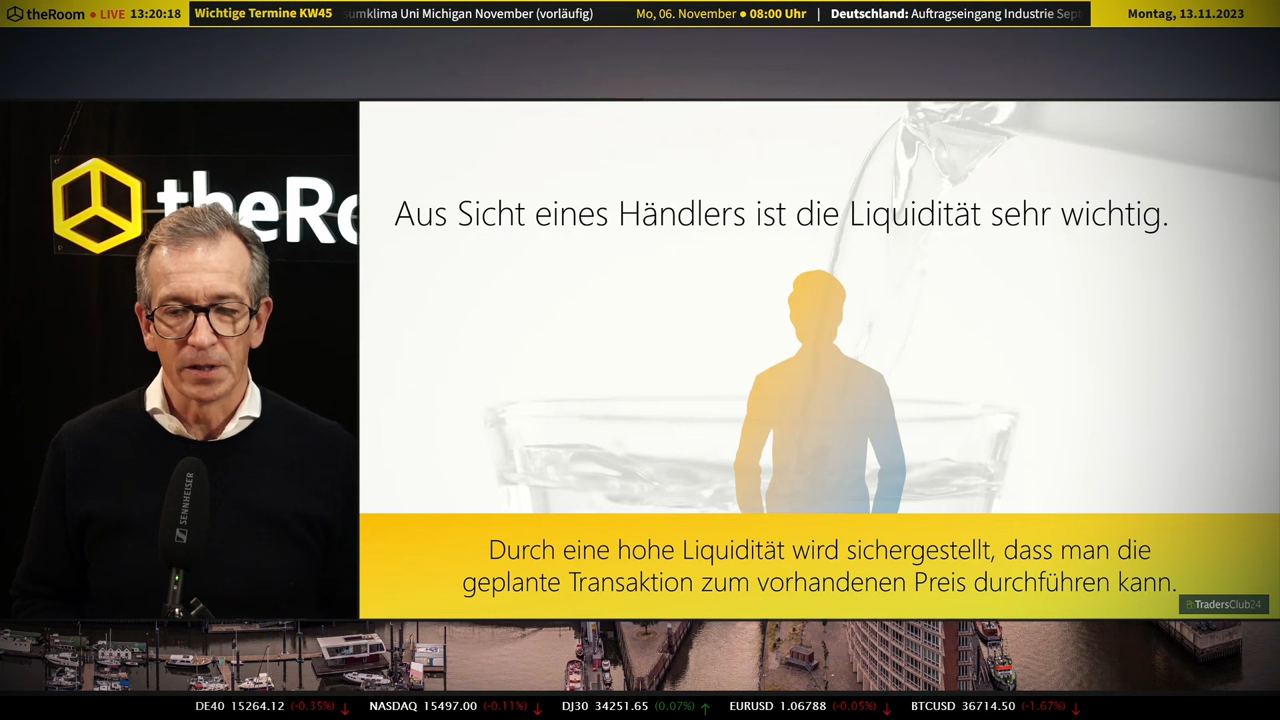 theRoom • LIVE 13:20:18
Wichtige Termine KW45
sumklima Uni Michigan November (vorläufig) Mo, 06. November • 08:00 Uhr | Deutschland: Auftragseingang Industrie Sep
Montag, 13.11.2023
theRo
SENNHEISER
Aus Sicht eines Händlers ist die Liquidität sehr wichtig.
Durch eine hohe Liquidität wird sichergestellt, dass man die
geplante Transaktion zum vorhandenen Preis durchführen kann.
TradersClub24
DE40 15264.12 (-0.35%) ↓ NASDAQ 15497.00 (-0.11%) ↓ DJ30 34251.65 (0.07%) ↑ EURUSD 1.06788 (-0.05%) ↓ BTCUSD 36714.50 (-1.67%) ↓